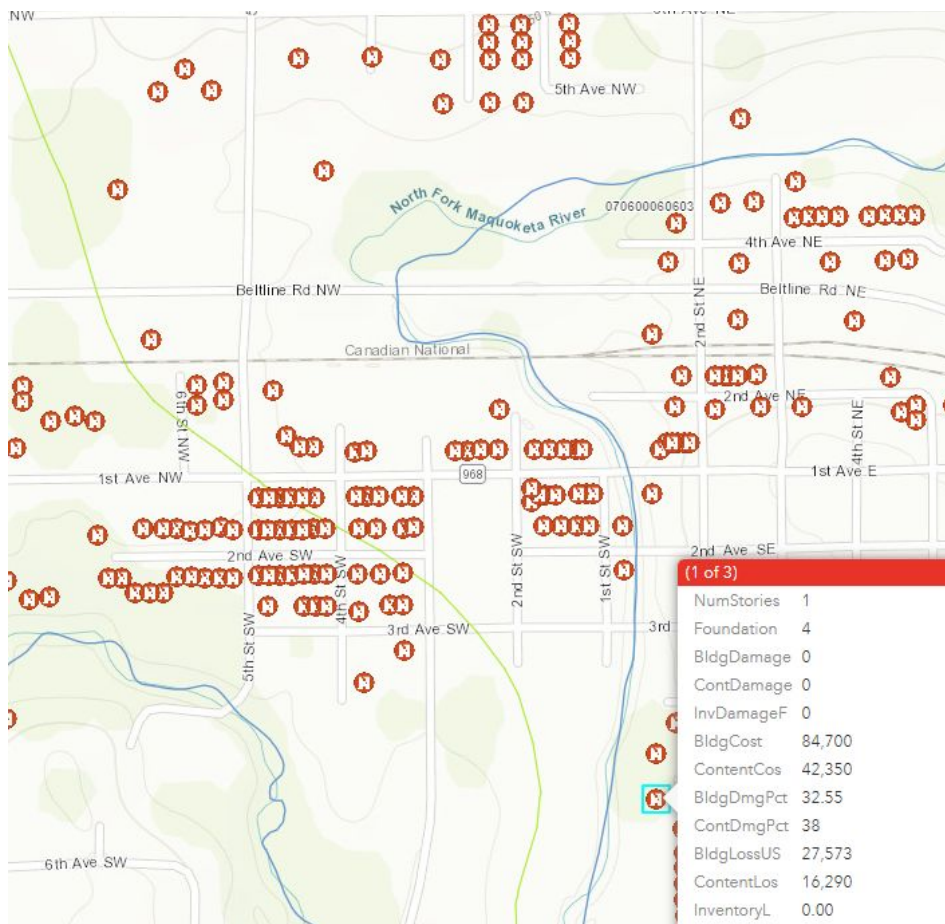 NW
5th Ave NW
North Fork Maquoketa River
070600060603
4th Ave NE
Beltline Rd NW
Beltline Rd NE
2nd St NE
Canadian National
6th St NW
2nd Ave NE
4th St NE
1st Ave NW
968
1st Ave E
2nd Ave SW
2nd Ave SE
4th St SW
2nd St SW
1st St SW
3rd Ave SW
3rd
5th St SW
6th Ave SW
(1 of 3)
NumStories 1
Foundation 4
BldgDamage 0
ContDamage 0
InvDamageF 0
BldgCost 84,700
ContentCos 42,350
BldgDmgPct 32.55
ContDmgPct 38
BldgLossUS 27,573
ContentLos 16,290
InventoryL 0.00